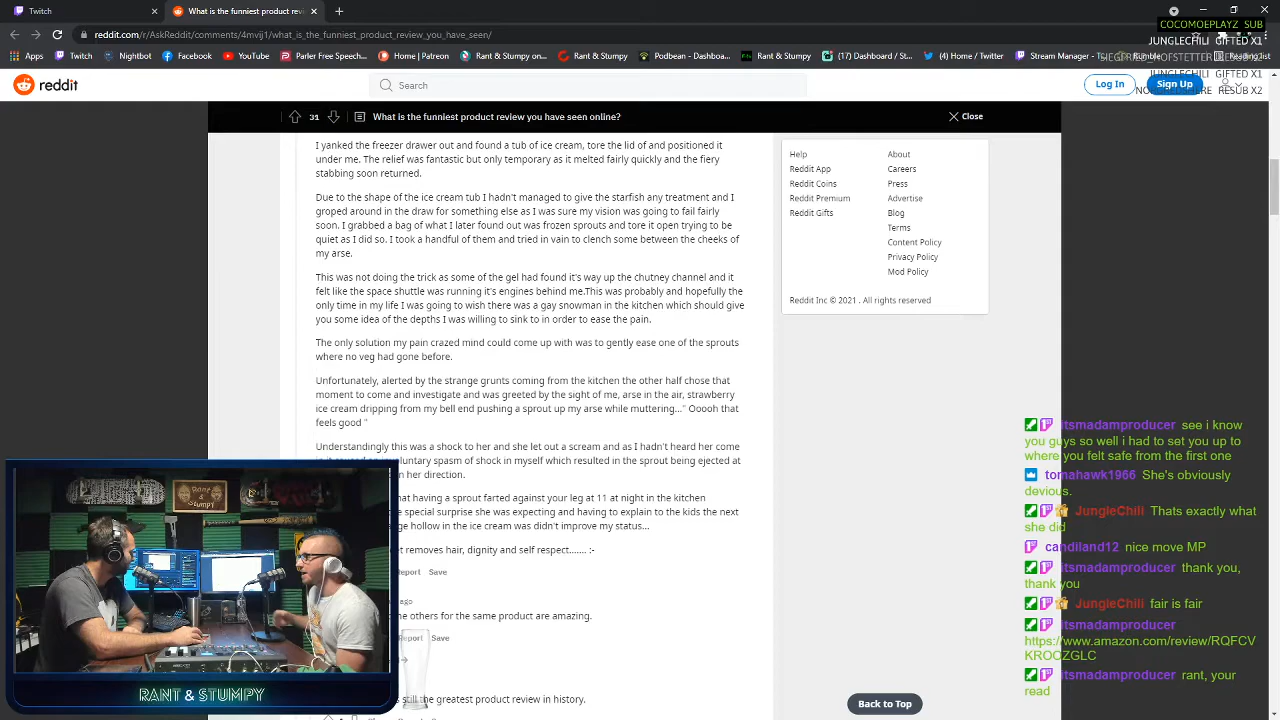 Twitch
What is the funniest product revi
COCOMOEPLAYZ SUB
reddit.com/r/AskReddit/comments/4mvij1/what_is_the_funniest_product_review_you_have_seen/
JUNGLECHILI GIFTED X1
Apps
Twitch
Nightbot
Facebook
YouTube
Parler Free Speech...
Home | Patreon
Rant & Stumpy
Podbean - Dashboa...
Rant & Stumpy
(17) Dashboard / St...
(4) Home / Twitter
Stream Manager
JUNGLECHILI GIFTED X1
reddit
Search
Log In
Sign Up
RESUB X2
31
What is the funniest product review you have seen online?
Close
I yanked the freezer drawer out and found a tub of ice cream, tore the lid of and positioned it
under me. The relief was fantastic but only temporary as it melted fairly quickly and the fiery
stabbing soon returned.
Due to the shape of the ice cream tub I hadn't managed to give the starfish any treatment and I
groped around in the draw for something else as I was sure my vision was going to fail fairly
soon. I grabbed a bag of what I later found out was frozen sprouts and tore it open trying to be
quiet as I did so. I took a handful of them and tried in vain to clench some between the cheeks of
my arse.
This was not doing the trick as some of the gel had found it's way up the chutney channel and it
felt like the space shuttle was running it's engines behind me.This was probably and hopefully the
only time in my life I was going to wish there was a gay snowman in the kitchen which should give
you some idea of the depths I was willing to sink to in order to ease the pain.
The only solution my pain crazed mind could come up with was to gently ease one of the sprouts
where no veg had gone before.
Unfortunately, alerted by the strange grunts coming from the kitchen the other half chose that
moment to come and investigate and was greeted by the sight of me, arse in the air, strawberry
ice cream dripping from my bell end pushing a sprout up my arse while muttering..." Ooooh that
feels good "
Understandingly this was a shock to her and she let out a scream and as I hadn't heard her come
voluntary spasm of shock in myself which resulted in the sprout being ejected at
n her direction.
hat having a sprout farted against your leg at 11 at night in the kitchen
e special surprise she was expecting and having to explain to the kids the next
ge hollow in the ice cream was didn't improve my status...
et removes hair, dignity and self respect....... :-
Report Save
ago
me others for the same product are amazing.
Report Save
s still the greatest product review in history.
Help
Reddit App
Reddit Coins
Reddit Premium
Reddit Gifts
About
Careers
Press
Advertise
Blog
Terms
Content Policy
Privacy Policy
Mod Policy
Reddit Inc © 2021 . All rights reserved
Back to Top
itsmadamproducer see i know
you guys so well i had to set you up to
where you felt safe from the first one
tomahawk1966 She's obviously
devious.
JungleChili Thats exactly what
she did
candiland12 nice move MP
itsmadamproducer thank you,
thank you
JungleChili fair is fair
itsmadamproducer
https://www.amazon.com/review/RQFCV
KROOZGLC
itsmadamproducer rant, your
read
RANT & STUMPY